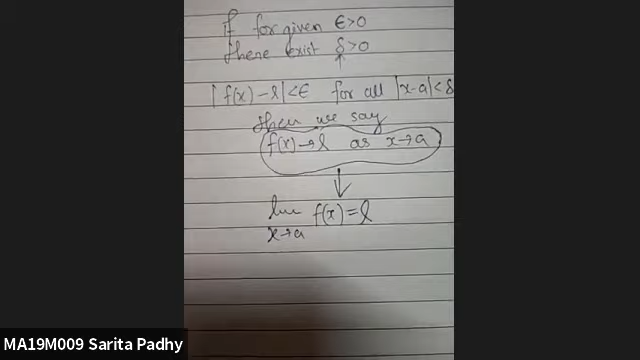 If for given ϵ>0
there exist δ>0
|f(x)-l|<ϵ for all |x-a|<δ
then we say
f(x)→l as x→a
lim f(x)=l
x→a
MA19M009 Sarita Padhy